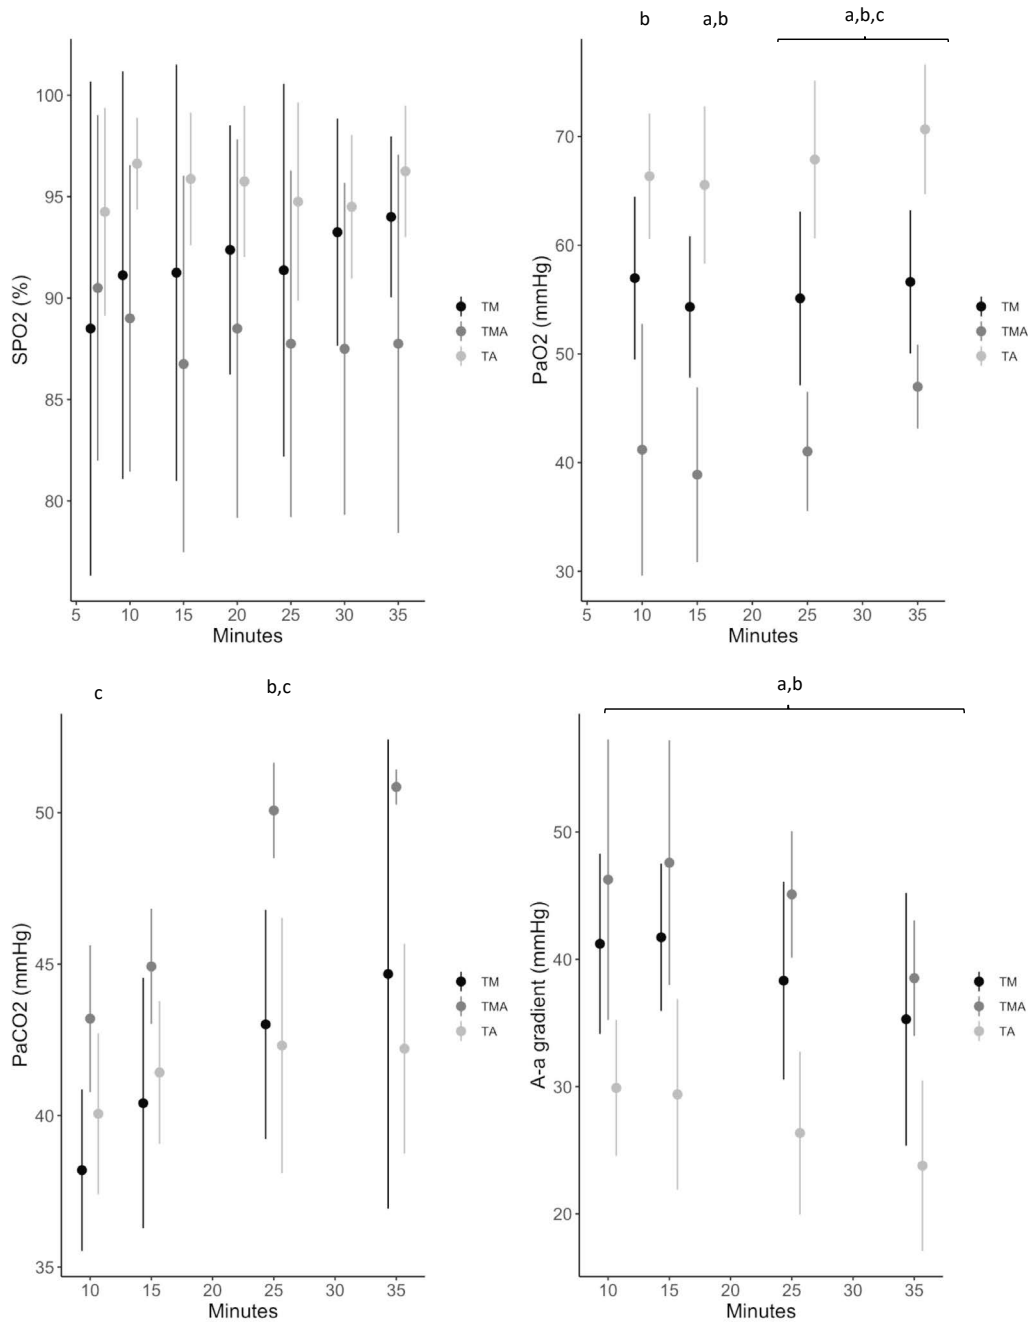 b
a,b
a,b,c
100
95
90
85
80
SPO2 (%)
5
10
15
20
25
30
35
Minutes
TM
TMA
TA
70
60
50
40
30
PaO2 (mmHg)
5
10
15
20
25
30
35
Minutes
TM
TMA
TA
c
b,c
50
45
40
35
PaCO2 (mmHg)
10
15
20
25
30
35
Minutes
TM
TMA
TA
a,b
50
40
30
20
A-a gradient (mmHg)
10
15
20
25
30
35
Minutes
TM
TMA
TA